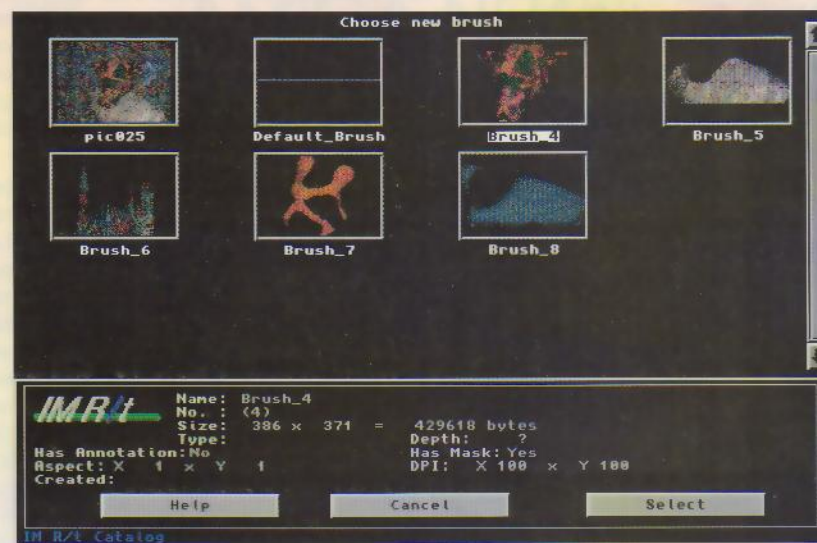 Choose new brush
pic025 Default_Brush Brush_4 Brush_5
Brush_6 Brush_7 Brush_8
IM R/t
Name: Brush_4
No. : (4)
Size: 386 x 371 = 429618 bytes
Type: Depth: ?
Has Annotation:No Has Mask:Yes
Aspect: X 1 x Y 1 DPI: X 100 x Y 100
Created:
Help Cancel Select
IM R/t Catalog